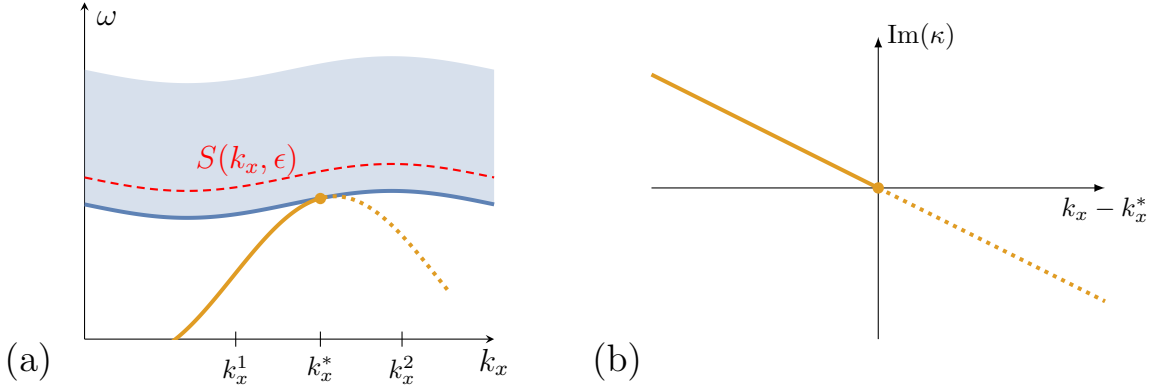 ω
S(k_x, ϵ)
k_x^1
k_x^*
k_x^2
k_x
(a)
Im(κ)
k_x − k_x^*
(b)